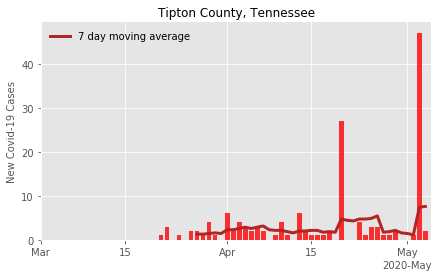 Tipton County, Tennessee
7 day moving average
New Covid-19 Cases
40
30
20
10
0
Mar
15
Apr
15
May
2020-May